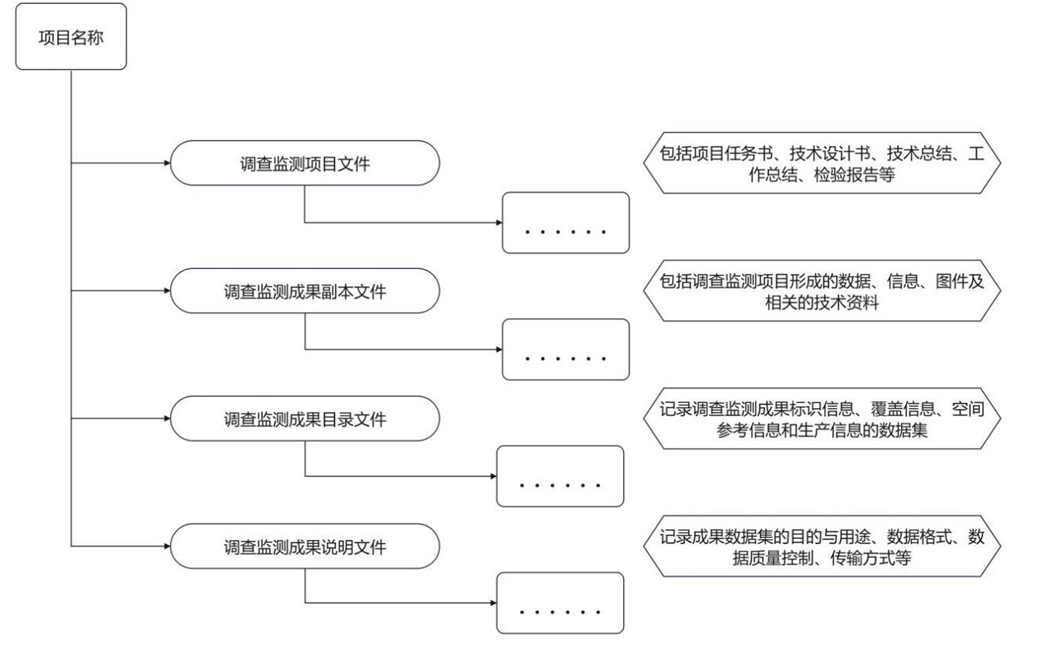 项目名称
调查监测项目文件
包括项目任务书、技术设计书、技术总结、工
作总结、检验报告等
......
调查监测成果副本文件
包括调查监测项目形成的数据、信息、图件及
相关的技术资料
......
调查监测成果目录文件
记录调查监测成果标识信息、覆盖信息、空间
参考信息和生产信息的数据集
......
调查监测成果说明文件
记录成果数据集的目的与用途、数据格式、数
据质量控制、传输方式等
......